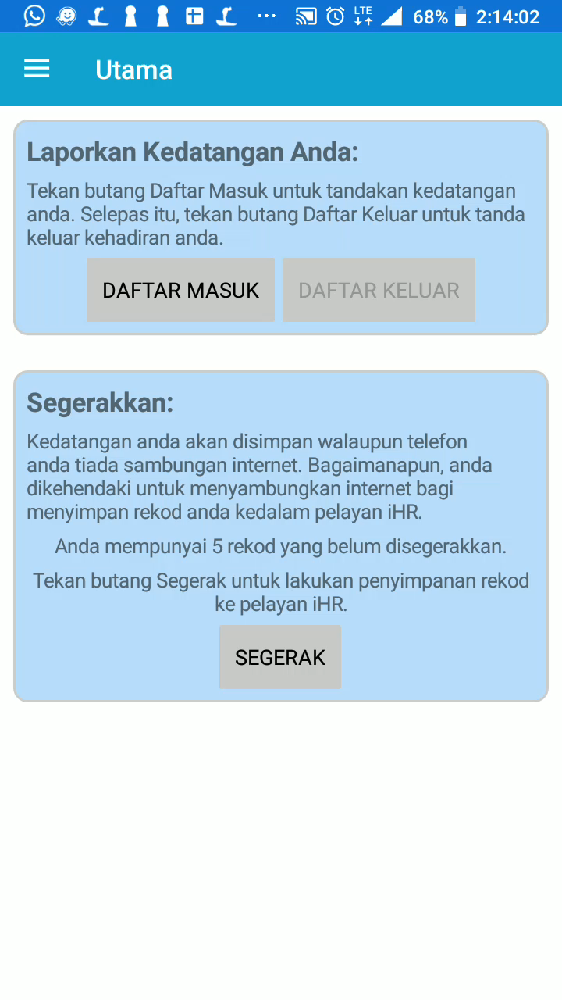 LTE 68% 2:14:02
Utama
Laporkan Kedatangan Anda:
Tekan butang Daftar Masuk untuk tandakan kedatangan
anda. Selepas itu, tekan butang Daftar Keluar untuk tanda
keluar kehadiran anda.
DAFTAR MASUK DAFTAR KELUAR
Segerakkan:
Kedatangan anda akan disimpan walaupun telefon
anda tiada sambungan internet. Bagaimanapun, anda
dikehendaki untuk menyambungkan internet bagi
menyimpan rekod anda kedalam pelayan iHR.
Anda mempunyai 5 rekod yang belum disegerakkan.
Tekan butang Segerak untuk lakukan penyimpanan rekod
ke pelayan iHR.
SEGERAK